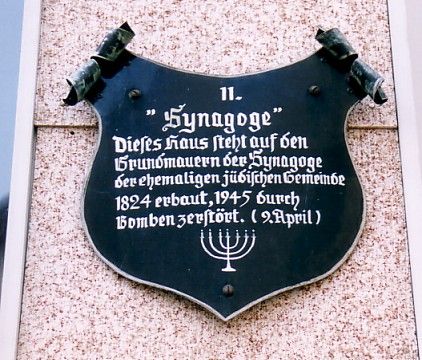 11.
"Synagoge"
Dieses Haus steht auf den
Grundmauern der Synagoge
der ehemaligen jüdischen Gemeinde
1824 erbaut, 1945 durch
Bomben zerstört. (9. April)